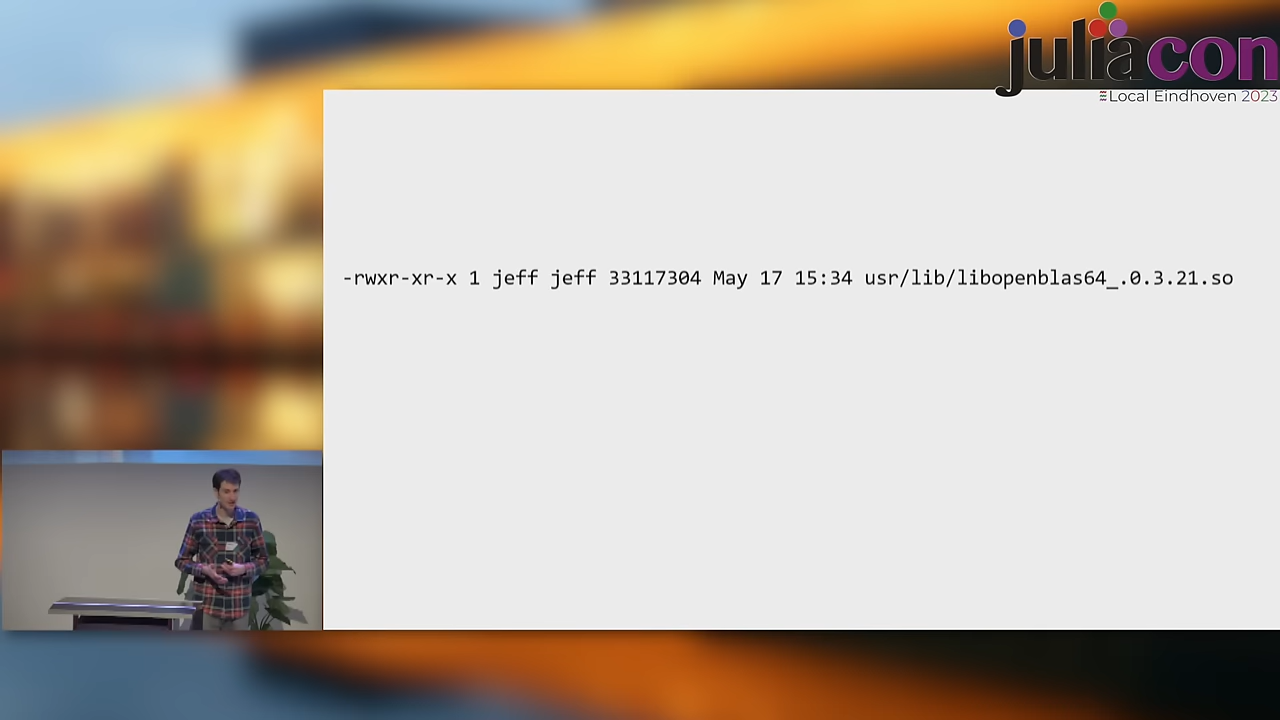 juliacon
Local Eindhoven 2023
-rwxr-xr-x 1 jeff jeff 33117304 May 17 15:34 usr/lib/libopenblas64_.0.3.21.so